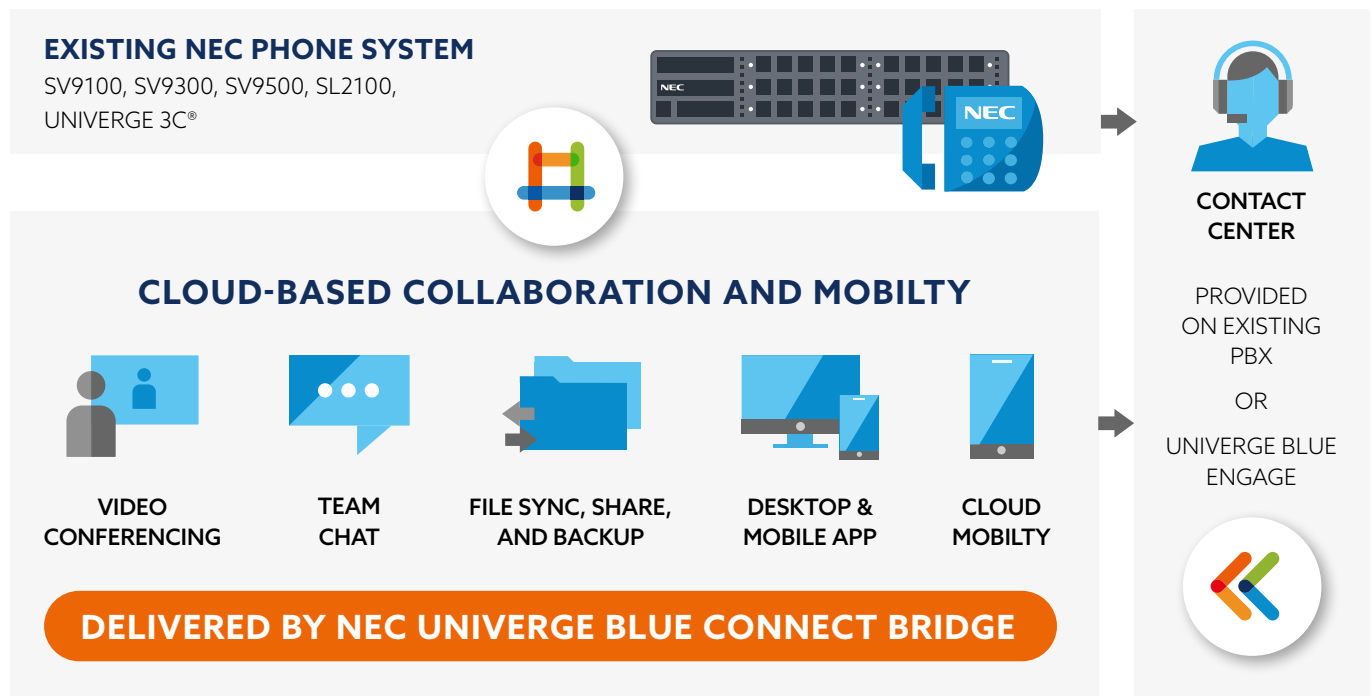 EXISTING NEC PHONE SYSTEM
SV9100, SV9300, SV9500, SL2100,
UNIVERGE 3C®
NEC
NEC
CLOUD-BASED COLLABORATION AND MOBILTY
VIDEO
CONFERENCING
TEAM
CHAT
FILE SYNC, SHARE,
AND BACKUP
DESKTOP &
MOBILE APP
CLOUD
MOBILTY
DELIVERED BY NEC UNIVERGE BLUE CONNECT BRIDGE
CONTACT
CENTER
PROVIDED
ON EXISTING
PBX
OR
UNIVERGE BLUE
ENGAGE